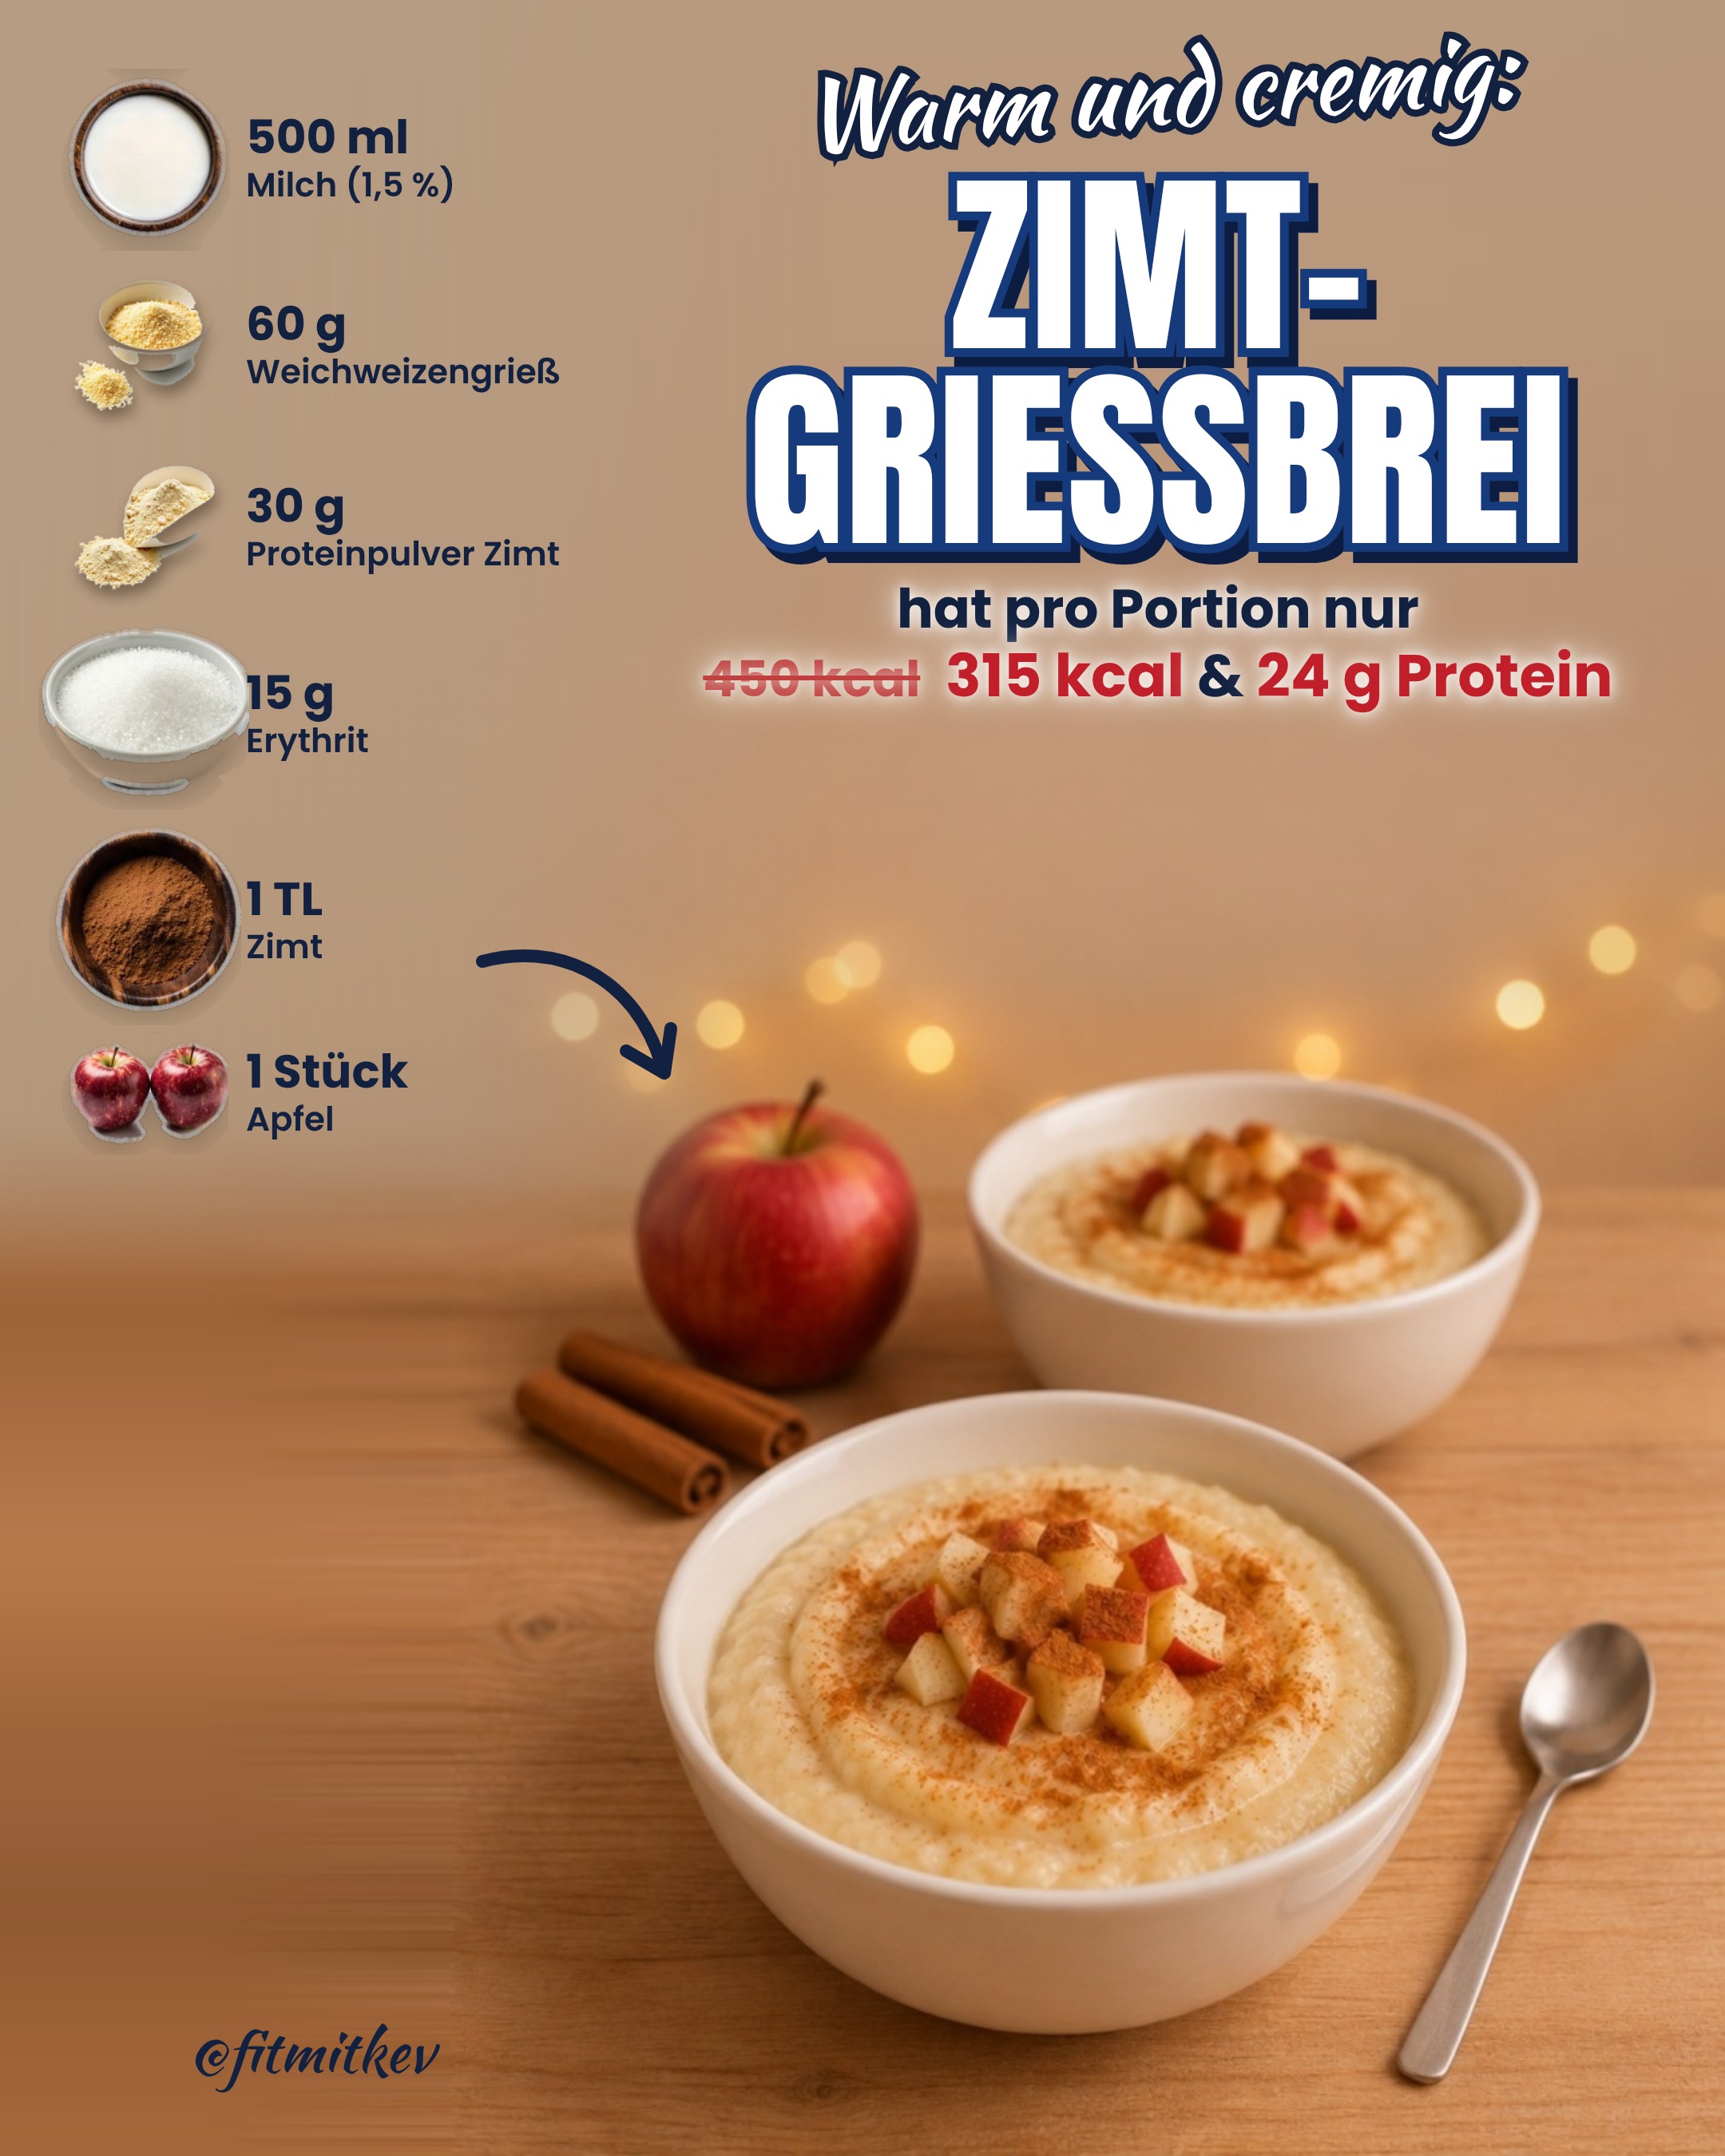 Warm und cremig:
ZIMT-
GRIESSBREI
hat pro Portion nur
450 kcal 315 kcal & 24 g Protein
500 ml
Milch (1,5 %)
60 g
Weichweizengrieß
30 g
Proteinpulver Zimt
15 g
Erythrit
1 TL
Zimt
1 Stück
Apfel
@fitmitkev